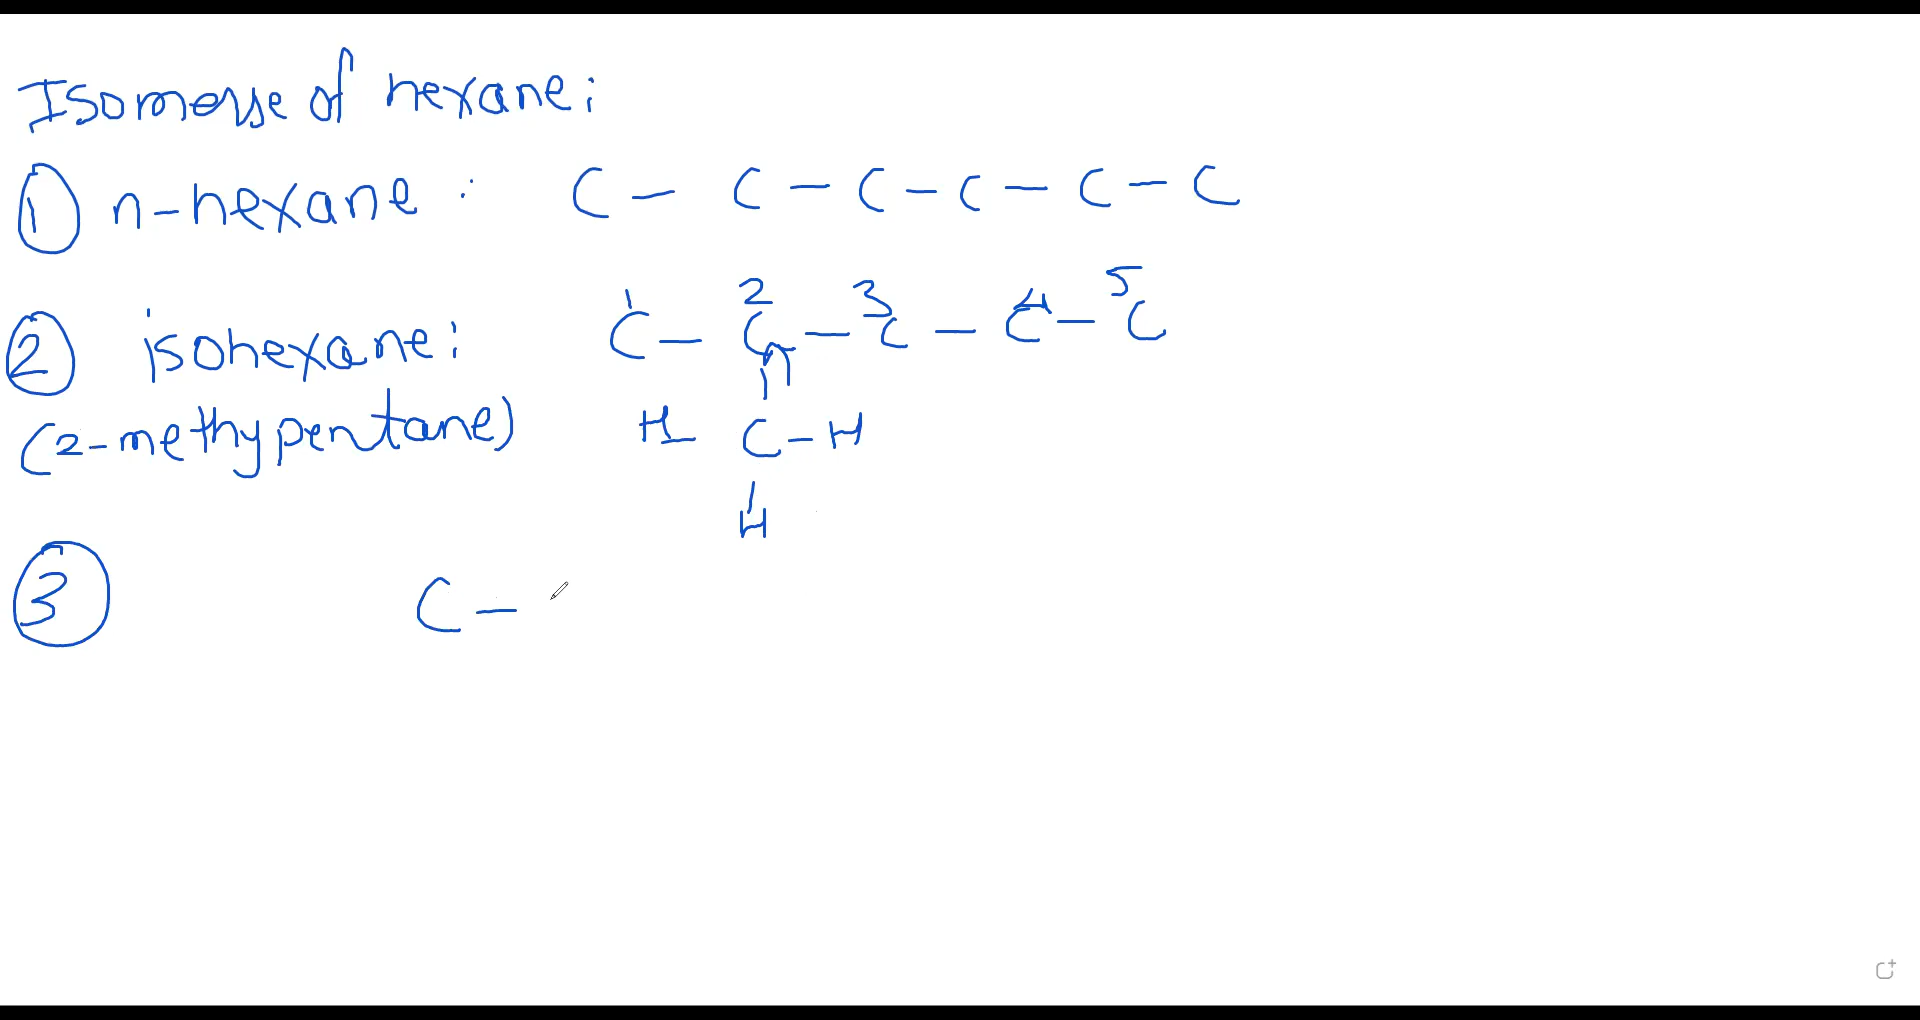 Isomerse of hexane:
① n-hexane : C - C - C - C - C - C
1 2 3 4 5
② isohexane: C - C - C - C - C
(2-methypentane) H - C - H
H
③ C -